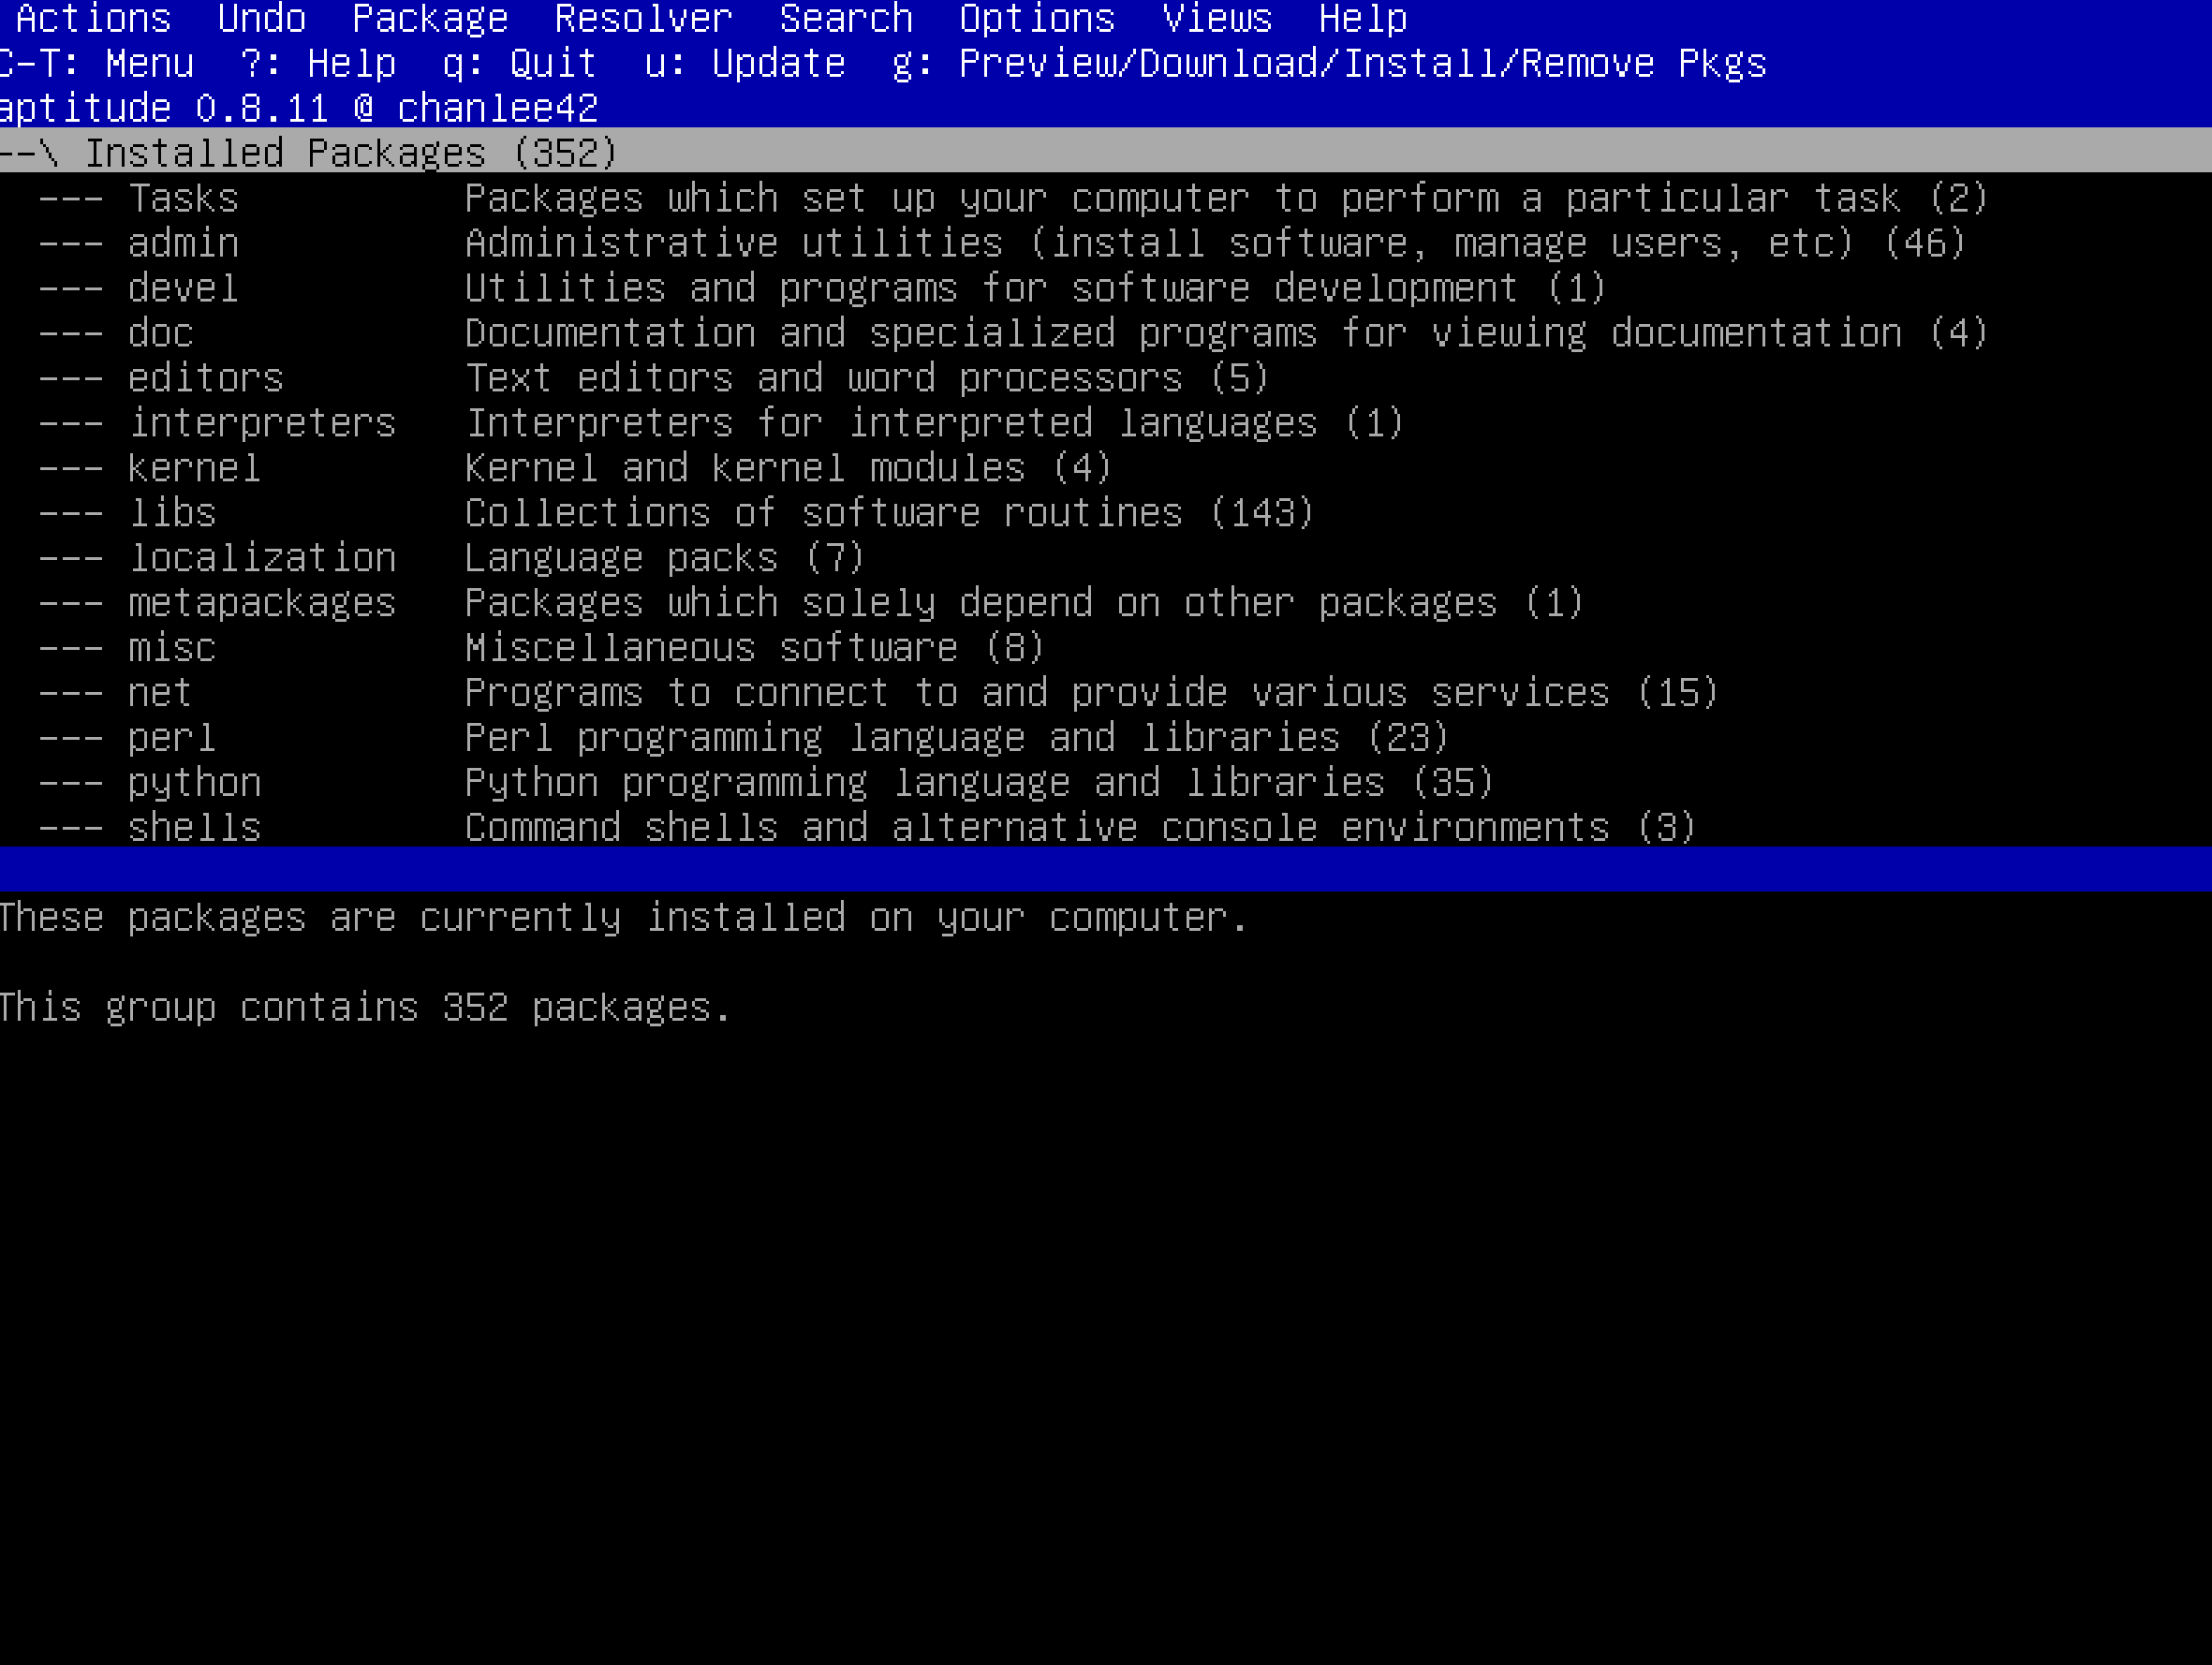 Actions Undo Package Resolver Search Options Views Help
C-T: Menu ?: Help q: Quit u: Update g: Preview/Download/Install/Remove Pkgs
aptitude 0.8.11 @ chanlee42
--\ Installed Packages (352)
--- Tasks Packages which set up your computer to perform a particular task (2)
--- admin Administrative utilities (install software, manage users, etc) (46)
--- devel Utilities and programs for software development (1)
--- doc Documentation and specialized programs for viewing documentation (4)
--- editors Text editors and word processors (5)
--- interpreters Interpreters for interpreted languages (1)
--- kernel Kernel and kernel modules (4)
--- libs Collections of software routines (143)
--- localization Language packs (7)
--- metapackages Packages which solely depend on other packages (1)
--- misc Miscellaneous software (8)
--- net Programs to connect to and provide various services (15)
--- perl Perl programming language and libraries (23)
--- python Python programming language and libraries (35)
--- shells Command shells and alternative console environments (3)
These packages are currently installed on your computer.
This group contains 352 packages.